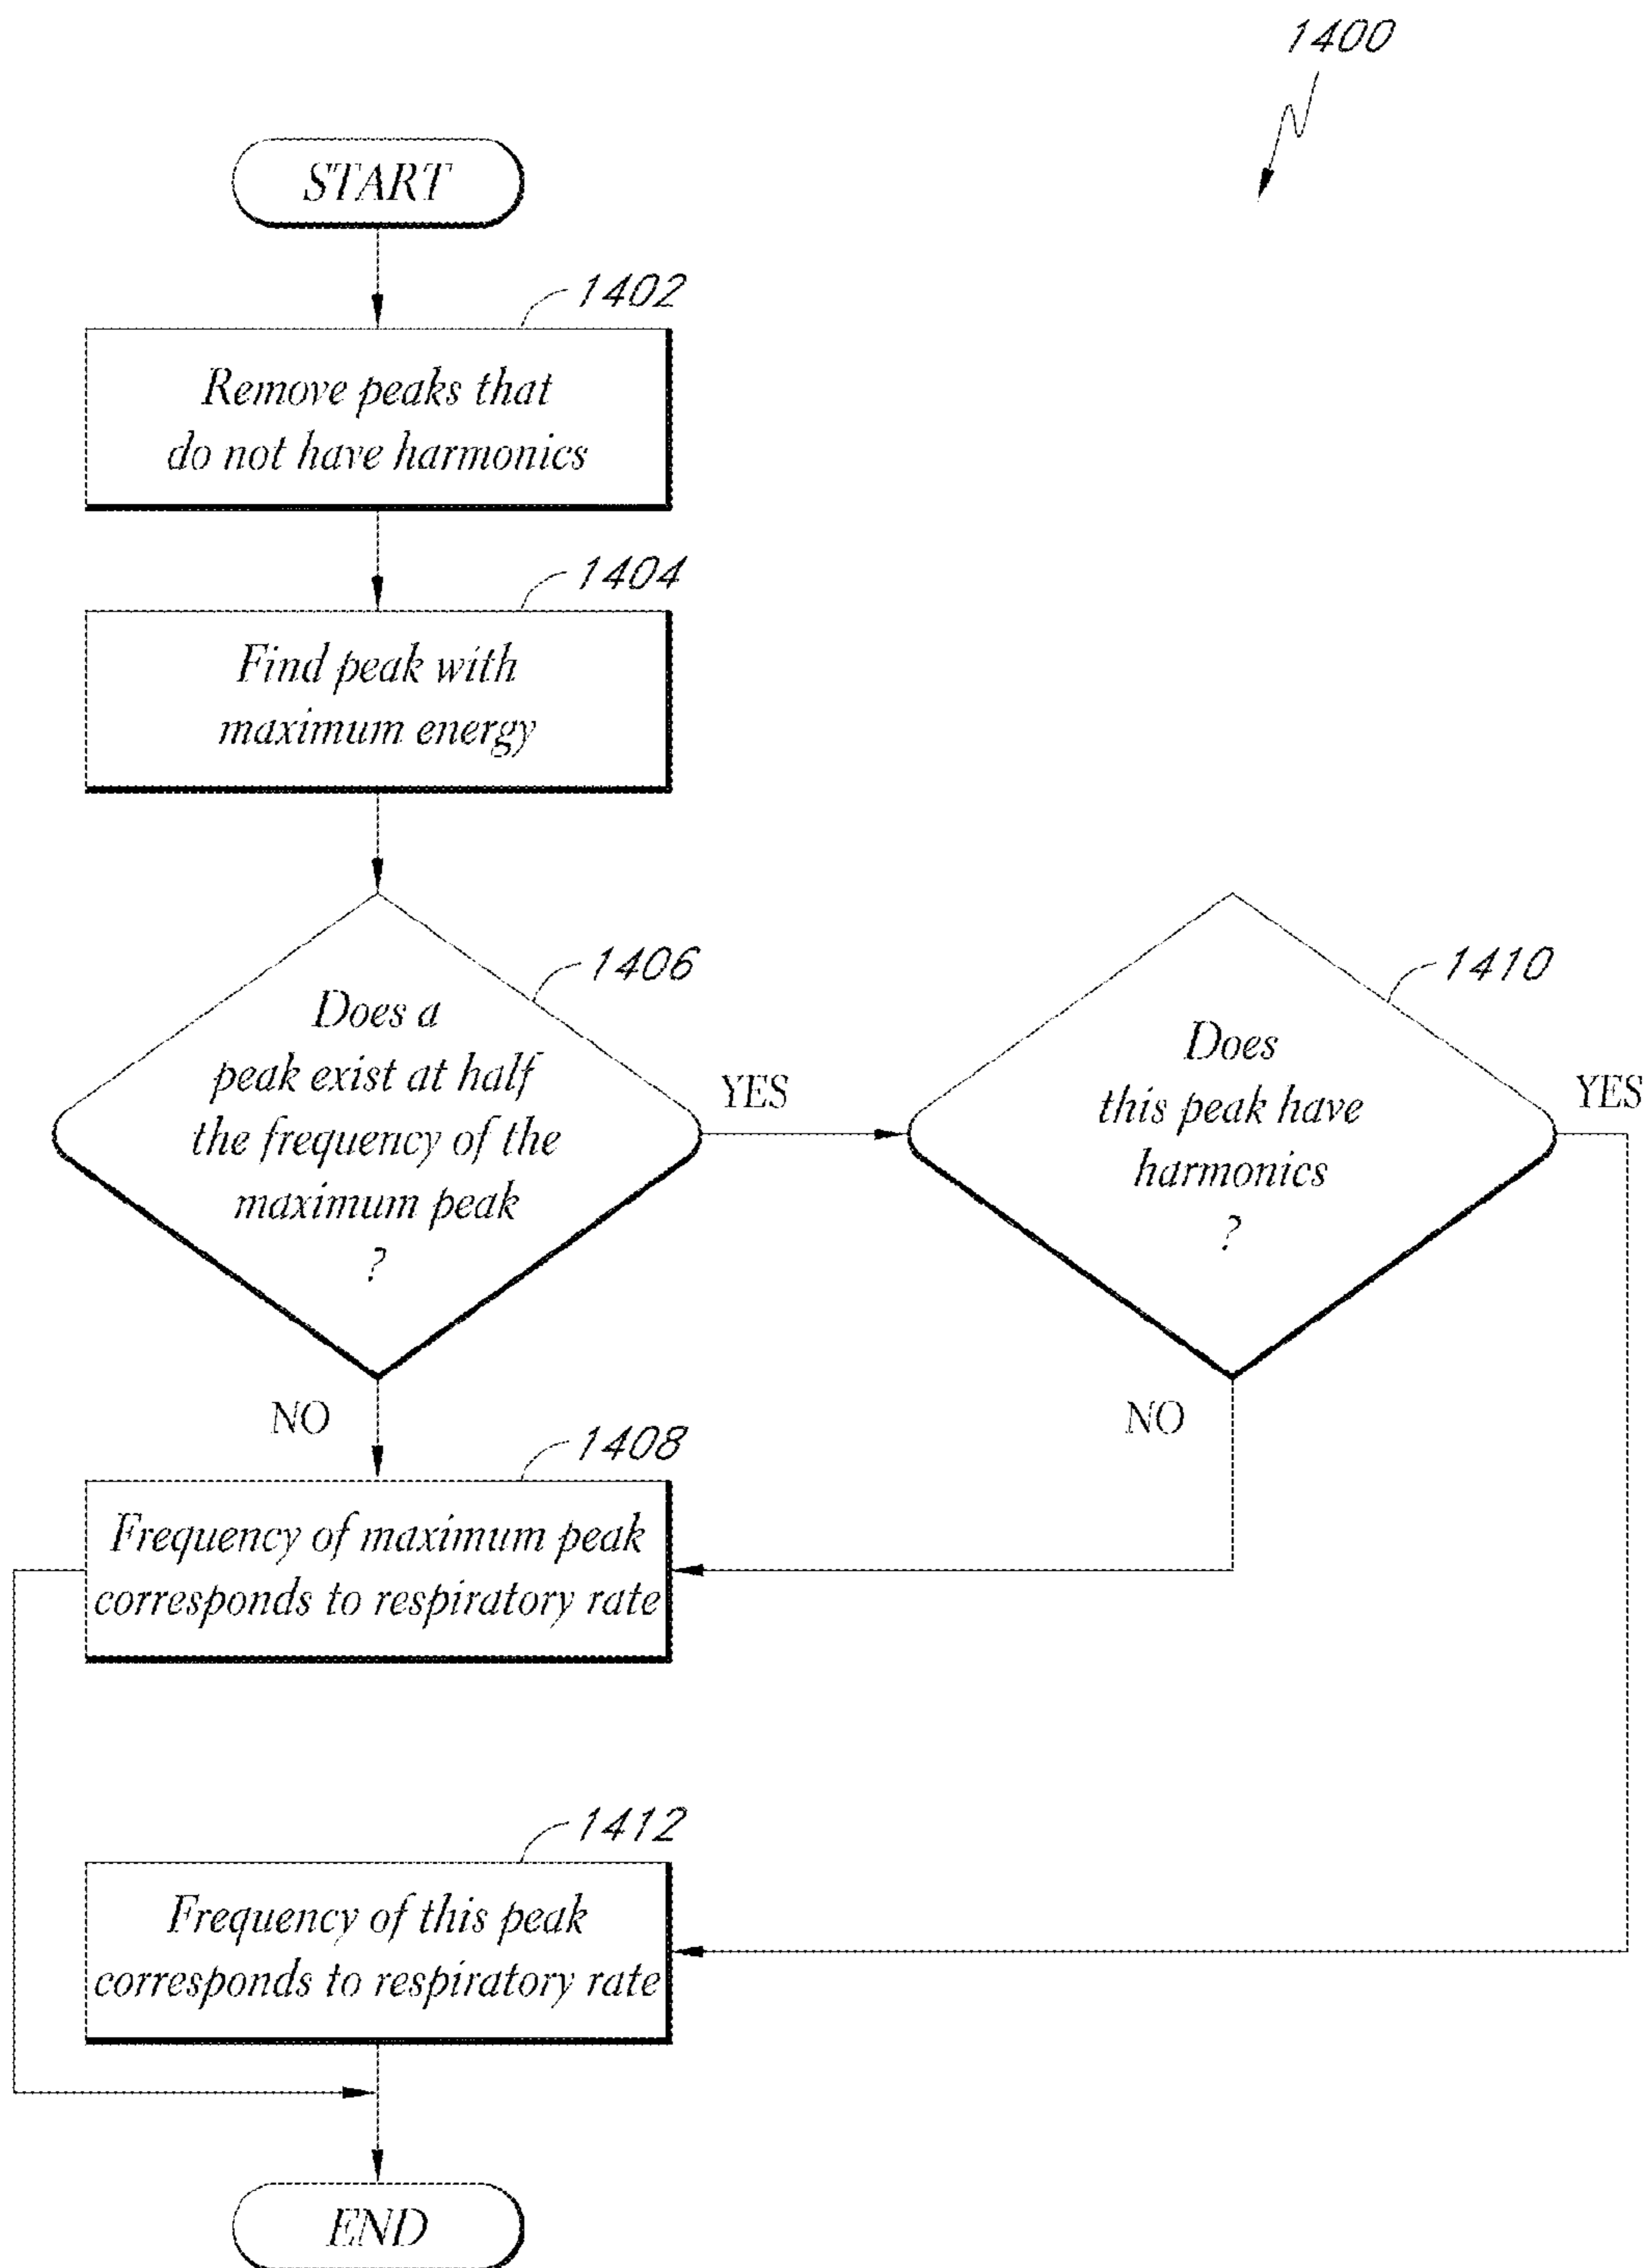 1400
START
1402
Remove peaks that
do not have harmonics
1404
Find peak with
maximum energy
1406
Does a
peak exist at half
the frequency of the
maximum peak
?
YES
NO
1410
Does
this peak have
harmonics
?
YES
NO
1408
Frequency of maximum peak
corresponds to respiratory rate
1412
Frequency of this peak
corresponds to respiratory rate
END